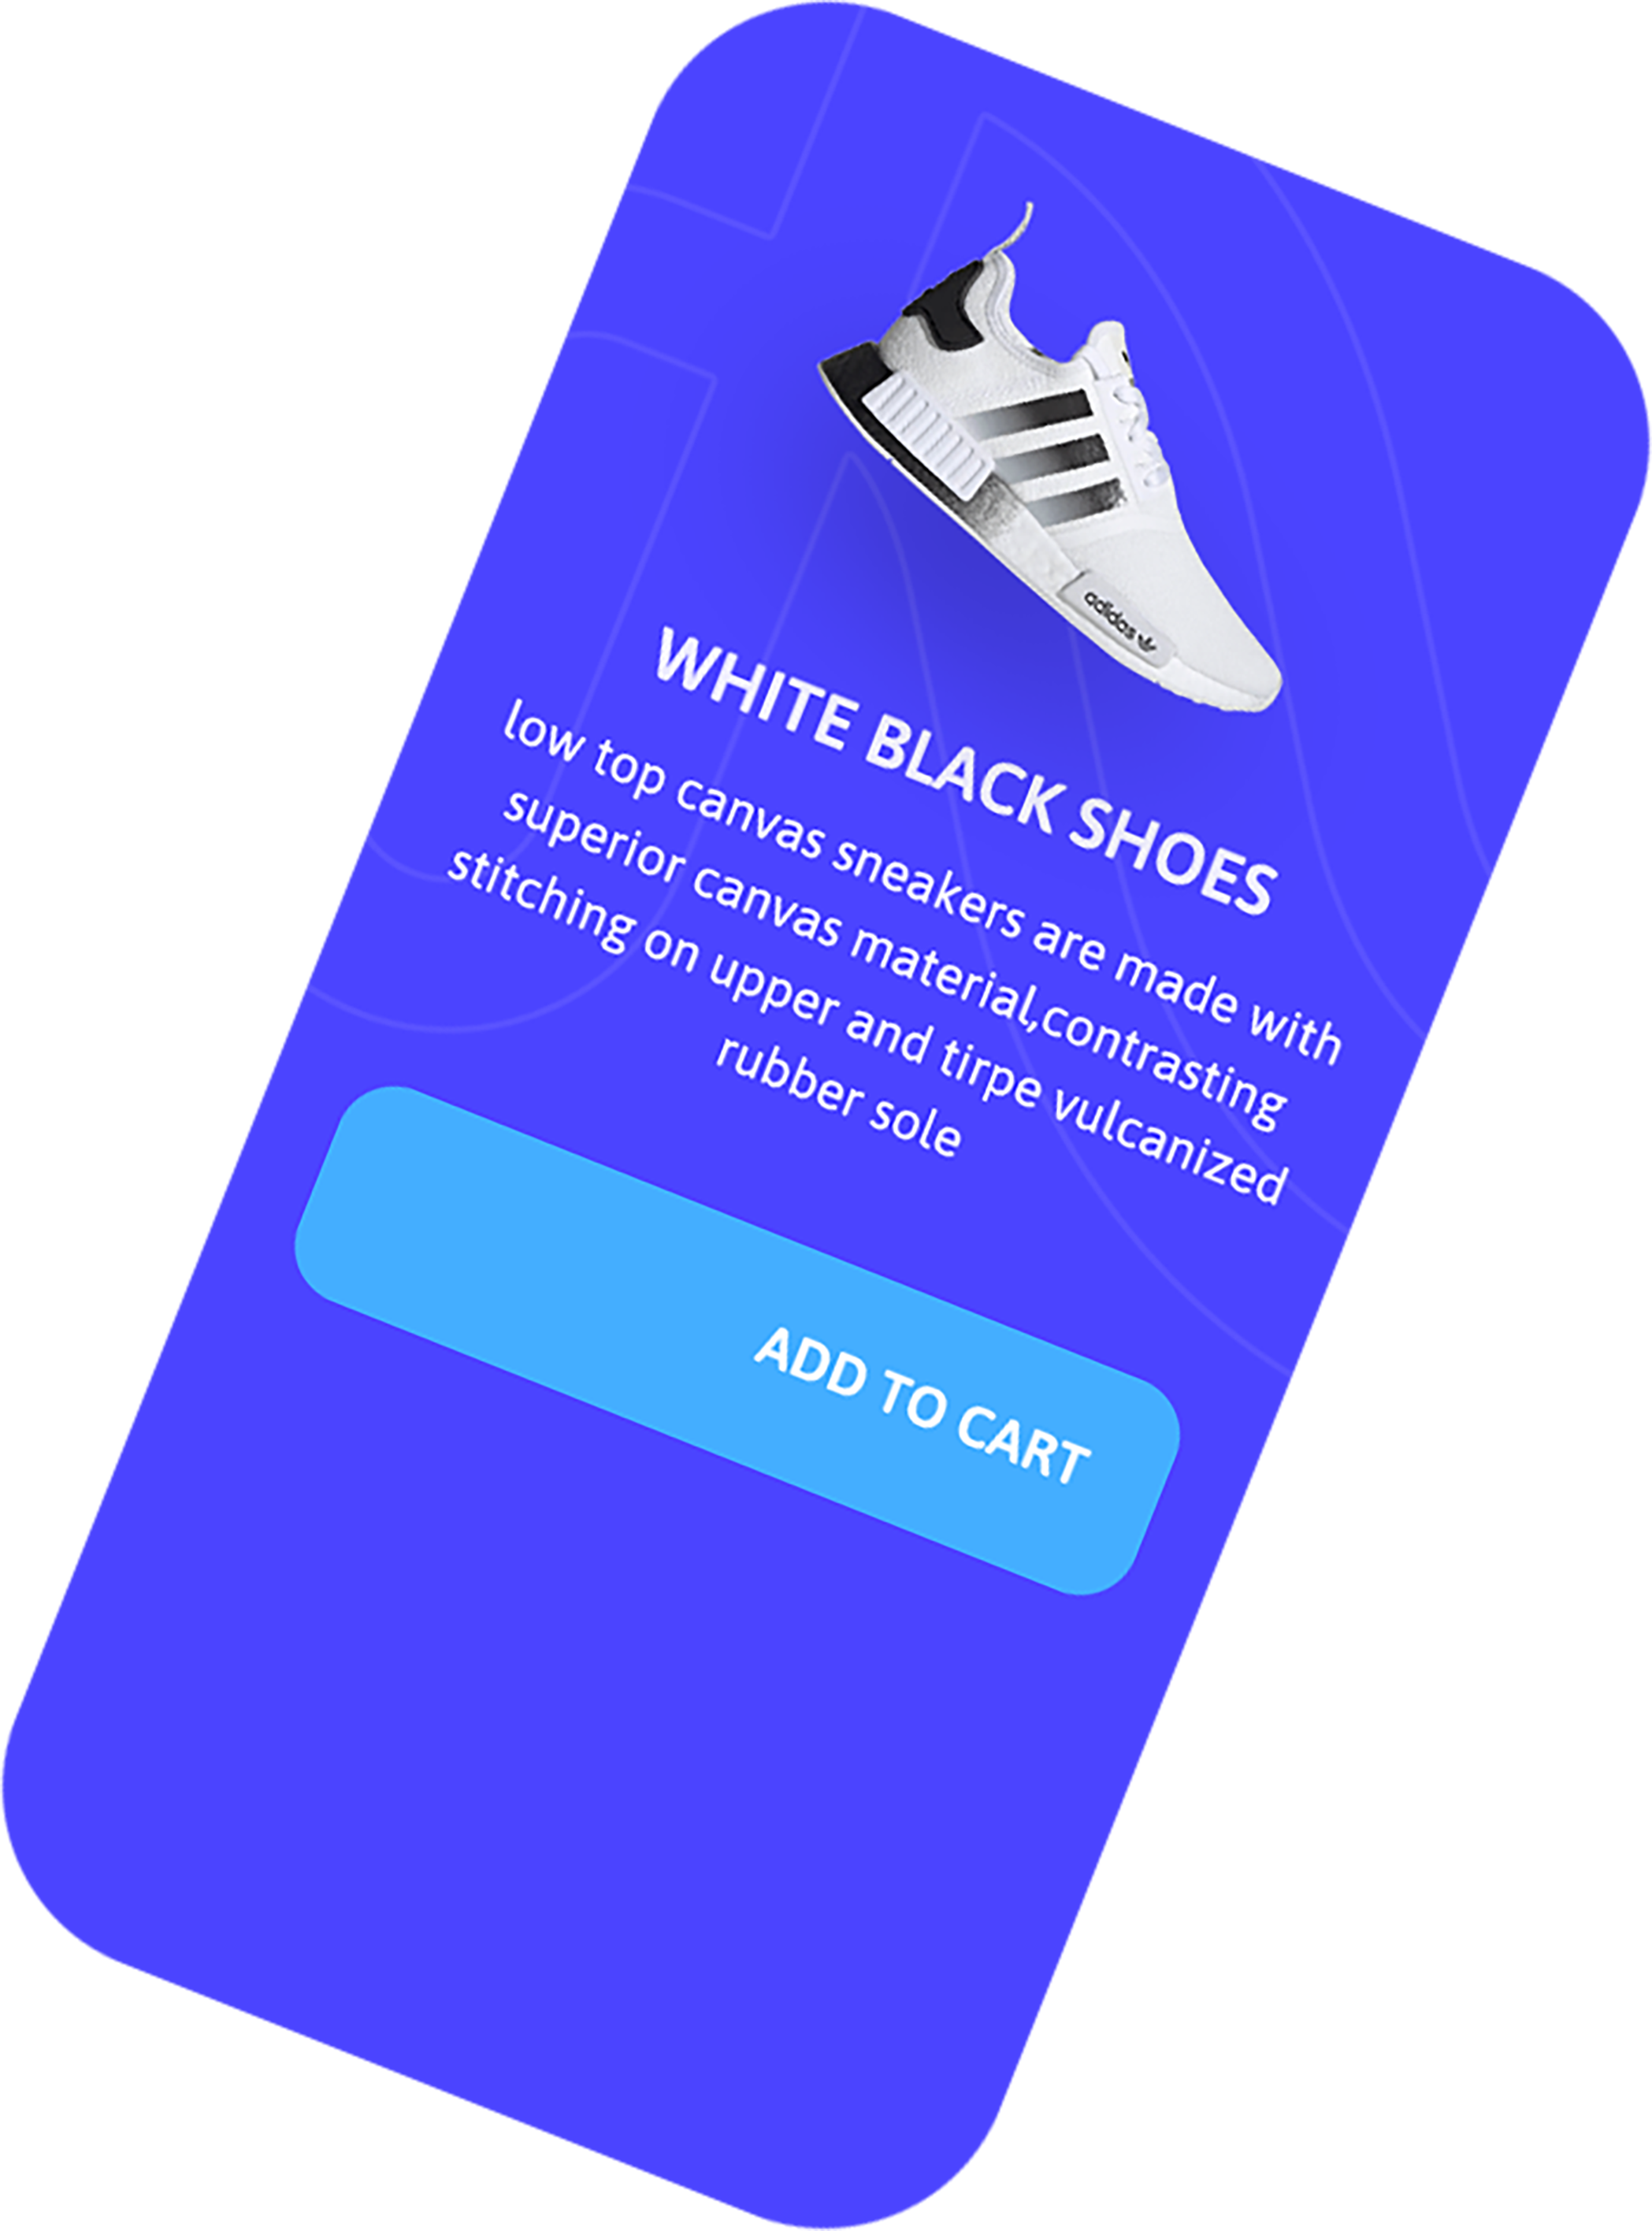 adidas
WHITE BLACK SHOES
low top canvas sneakers are made with
superior canvas material,contrasting
stitching on upper and tirpe vulcanized
rubber sole
ADD TO CART